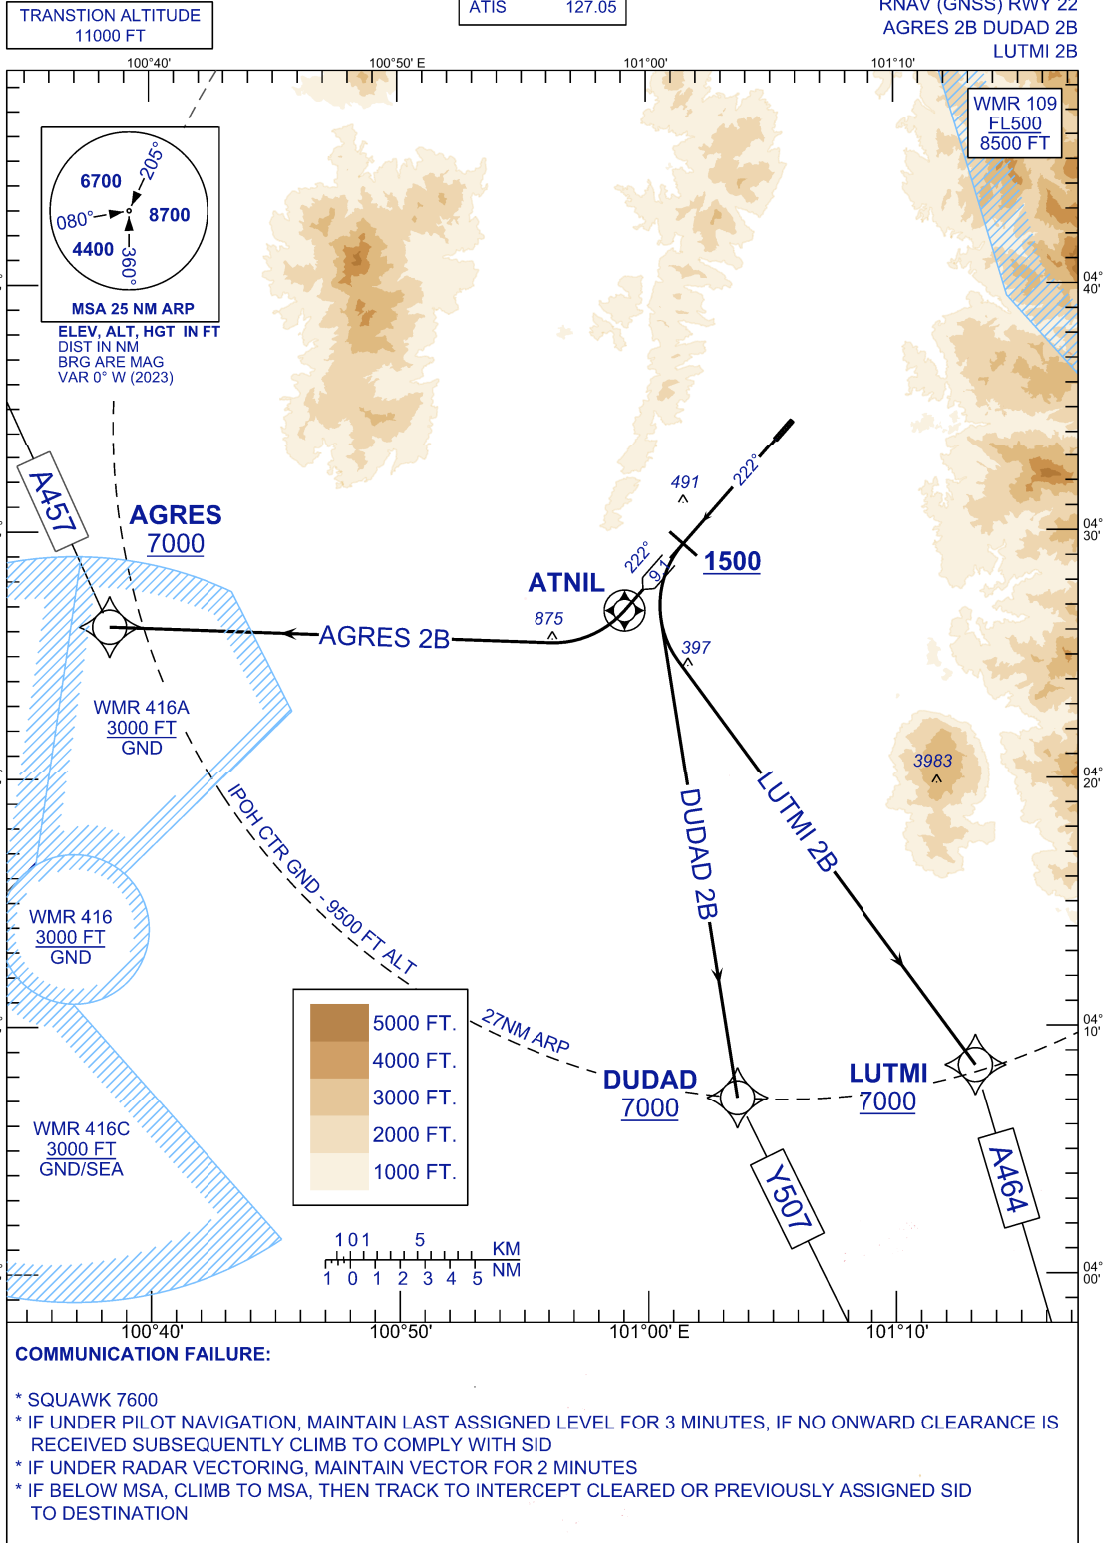 TRANSTION ALTITUDE
11000 FT
ATIS 127.05
RNAV (GNSS) RWY 22
AGRES 2B DUDAD 2B
LUTMI 2B
100°40'
100°50' E
101°00'
101°10'
WMR 109
FL500
8500 FT
205°
6700
080°
8700
4400
360°
MSA 25 NM ARP
ELEV, ALT, HGT IN FT
DIST IN NM
BRG ARE MAG
VAR 0° W (2023)
04°
40'
A457
AGRES
7000
491
222°
04°
30'
1500
222°
9.1
ATNIL
875
AGRES 2B
397
WMR 416A
3000 FT
GND
3983
04°
20'
LUTMI 2B
DUDAD 2B
IPOH CTR GND - 9500 FT ALT
WMR 416
3000 FT
GND
5000 FT.
4000 FT.
3000 FT.
2000 FT.
1000 FT.
27NM ARP
04°
10'
DUDAD
7000
LUTMI
7000
WMR 416C
3000 FT
GND/SEA
Y507
A464
1 0 1 5 KM
1 0 1 2 3 4 5 NM
04°
00'
100°40'
100°50'
101°00' E
101°10'
COMMUNICATION FAILURE:
* SQUAWK 7600
* IF UNDER PILOT NAVIGATION, MAINTAIN LAST ASSIGNED LEVEL FOR 3 MINUTES, IF NO ONWARD CLEARANCE IS
RECEIVED SUBSEQUENTLY CLIMB TO COMPLY WITH SID
* IF UNDER RADAR VECTORING, MAINTAIN VECTOR FOR 2 MINUTES
* IF BELOW MSA, CLIMB TO MSA, THEN TRACK TO INTERCEPT CLEARED OR PREVIOUSLY ASSIGNED SID
TO DESTINATION